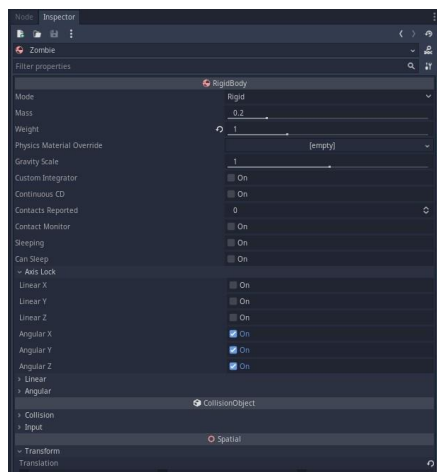 Node Inspector
Zombie
Filter properties
RigidBody
Mode Rigid
Mass 0.2
Weight 1
Physics Material Override [empty]
Gravity Scale 1
Custom Integrator On
Continuous CD On
Contacts Reported 0
Contact Monitor On
Sleeping On
Can Sleep On
Axis Lock
Linear X On
Linear Y On
Linear Z On
Angular X On
Angular Y On
Angular Z On
Linear
Angular
CollisionObject
Collision
Input
Spatial
Transform
Translation